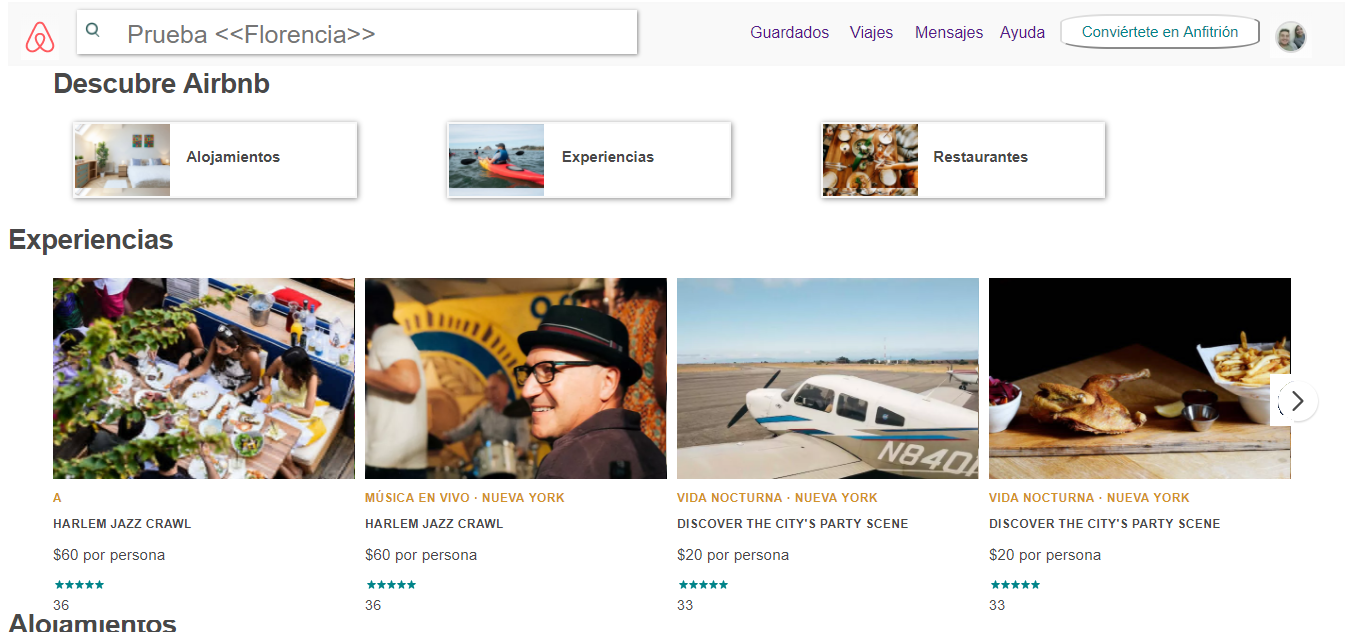 Prueba <<Florencia>>
Guardados Viajes Mensajes Ayuda Conviértete en Anfitrión
Descubre Airbnb
Alojamientos Experiencias Restaurantes
Experiencias
N840
A
HARLEM JAZZ CRAWL
$60 por persona
36
MÚSICA EN VIVO · NUEVA YORK
HARLEM JAZZ CRAWL
$60 por persona
36
VIDA NOCTURNA · NUEVA YORK
DISCOVER THE CITY'S PARTY SCENE
$20 por persona
33
VIDA NOCTURNA · NUEVA YORK
DISCOVER THE CITY'S PARTY SCENE
$20 por persona
33
Alojamientos